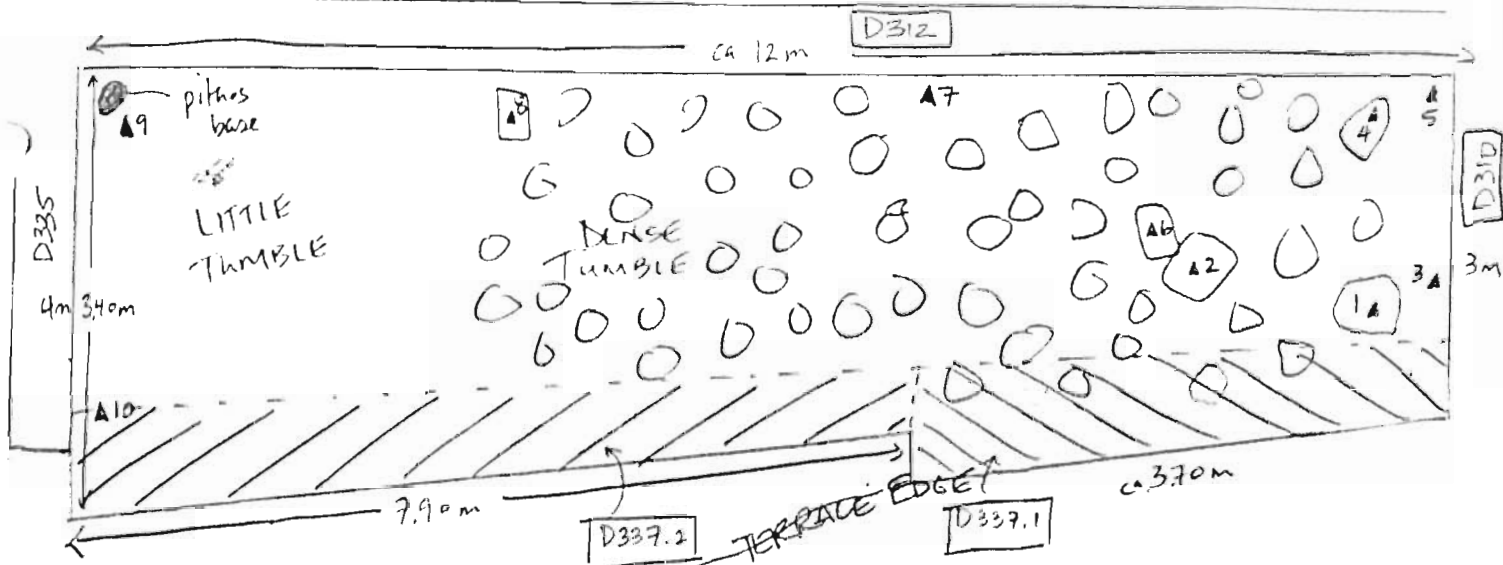 D312
ca 12 m
pithos
base
▲9
▲8
▲7
4▲
▲
5
D335
D310
LITTLE
TUMBLE
DENSE
TUMBLE
▲6
▲2
3▲
3m
1▲
4m
3.40m
▲10
7.90m
ca 3.70m
TERRACE EDGE
D337.2
D337.1